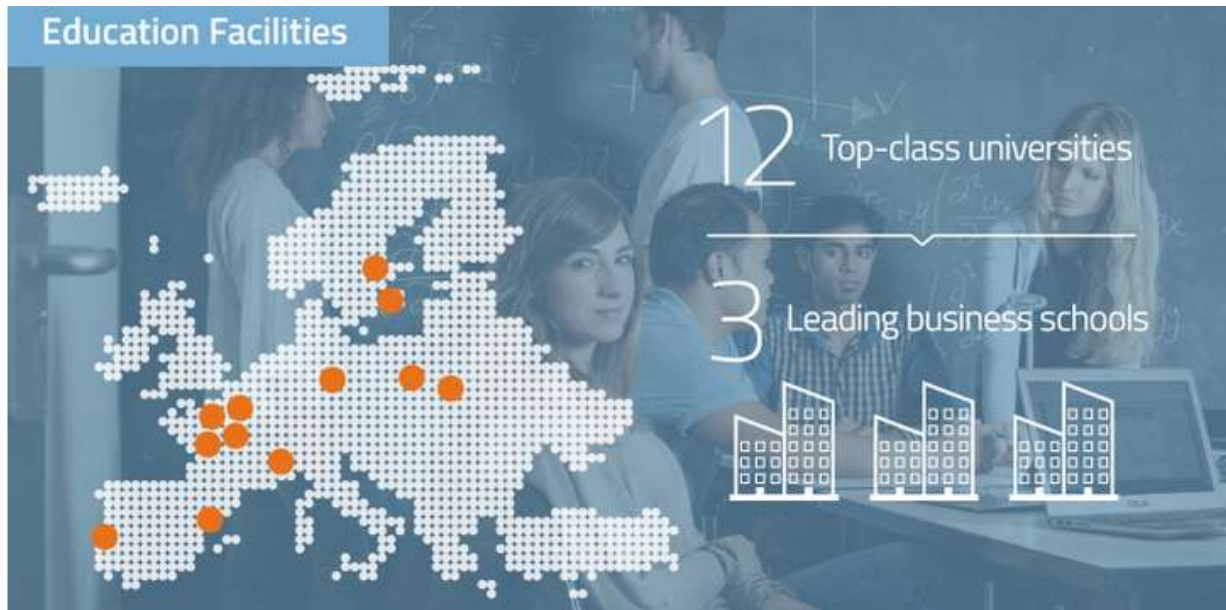 Education Facilities
12 Top-class universities
3 Leading business schools